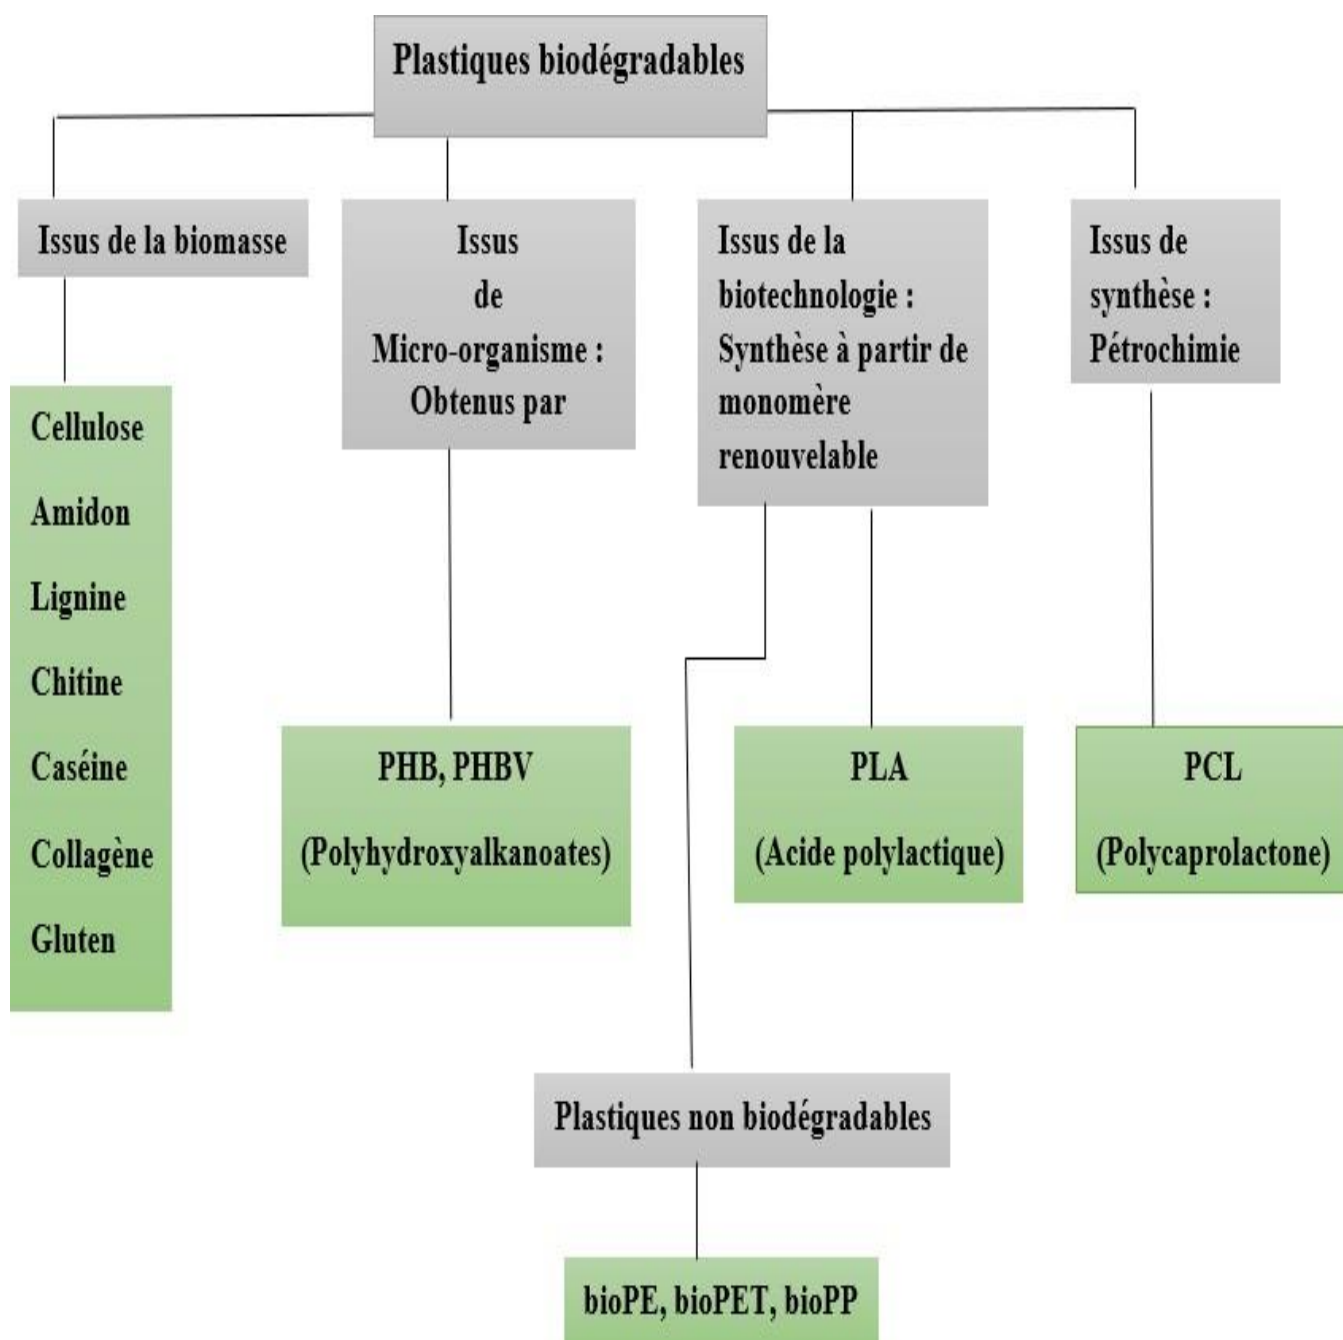 Plastiques biodégradables
Issus de la biomasse
Issus
de
Micro-organisme :
Obtenus par
Issus de la
biotechnologie :
Synthèse à partir de
monomère
renouvelable
Issus de
synthèse :
Pétrochimie
Cellulose
Amidon
Lignine
Chitine
Caséine
Collagène
Gluten
PHB, PHBV
(Polyhydroxyalkanoates)
PLA
(Acide polylactique)
PCL
(Polycaprolactone)
Plastiques non biodégradables
bioPE, bioPET, bioPP